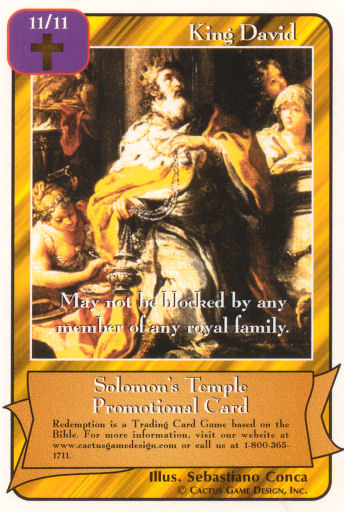 11/11
King David
May not be blocked by any
member of any royal family.
Solomon's Temple
Promotional Card
Redemption is a Trading Card Game based on the
Bible. For more information, visit our website at
www.cactusgamedesign.com or call us at 1-800-365-
1711.
Illus. Sebastiano Conca
© Cactus Game Design, Inc.